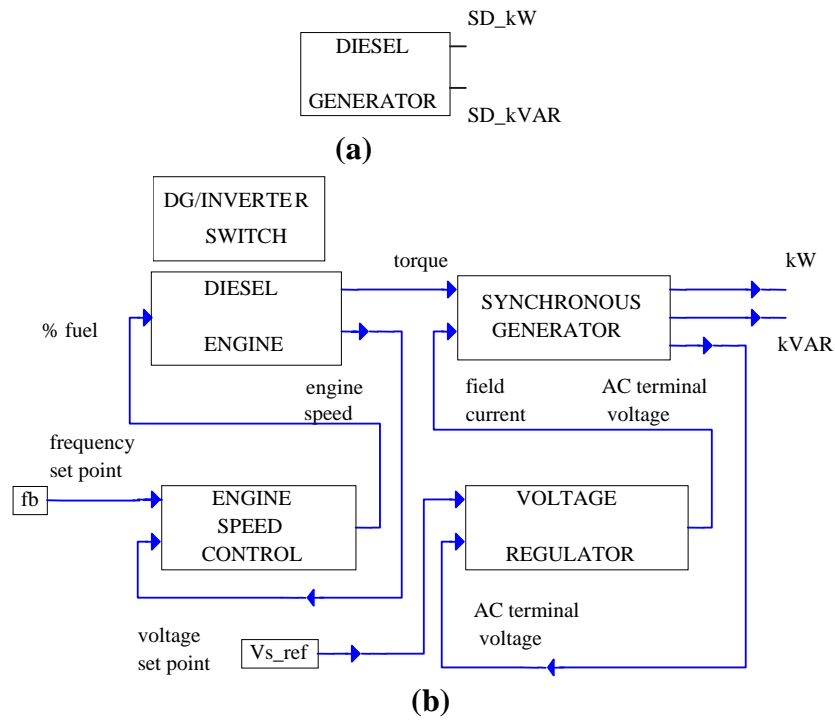 SD_kW
DIESEL
GENERATOR
SD_kVAR
(a)
DG/INVERTER
SWITCH
torque
kW
DIESEL
ENGINE
SYNCHRONOUS
GENERATOR
% fuel
kVAR
engine
speed
field
current
AC terminal
voltage
frequency
set point
fb
ENGINE
SPEED
CONTROL
VOLTAGE
REGULATOR
voltage
set point
Vs_ref
AC terminal
voltage
(b)